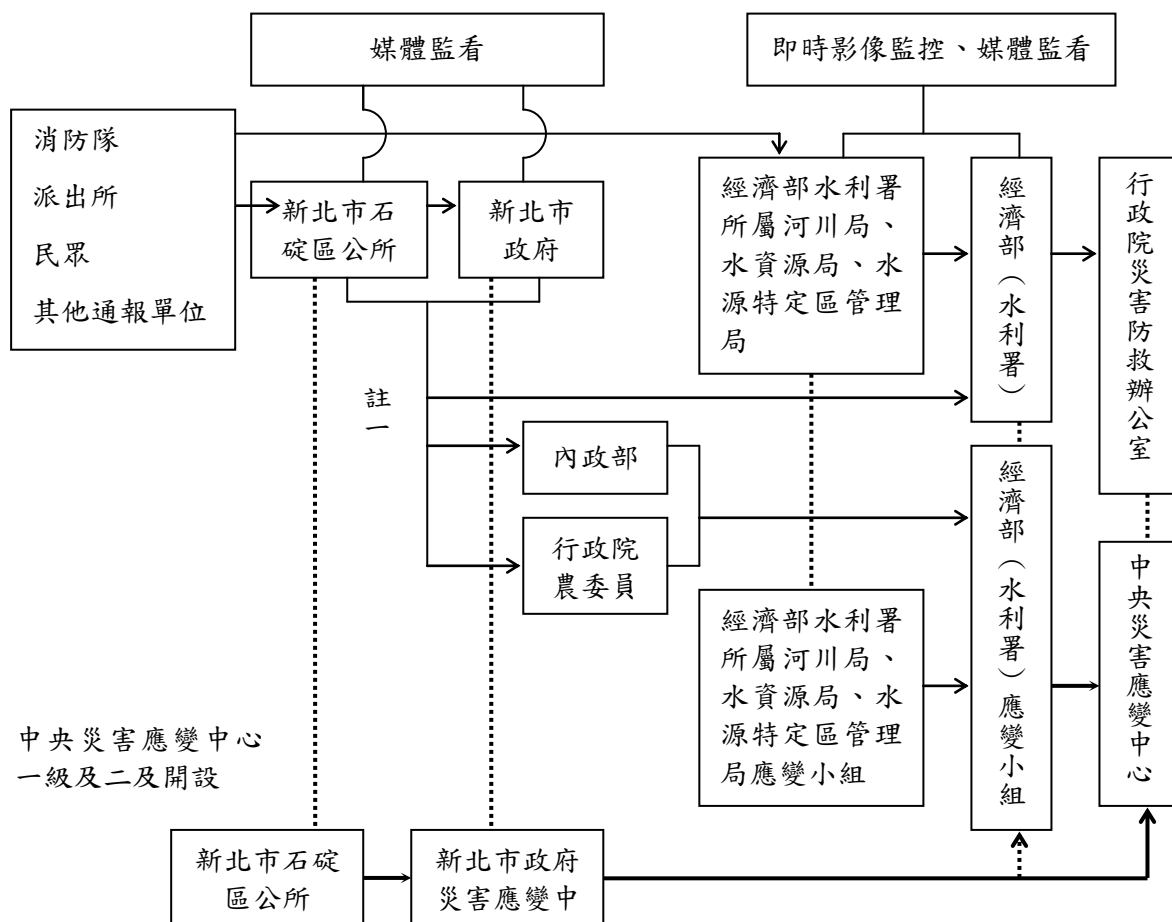 媒體監看
即時影像監控、媒體監看
消防隊
派出所
民眾
其他通報單位
新北市石
碇區公所
新北市
政府
經濟部水利署
所屬河川局、
水資源局、水
源特定區管理
局
經濟部（水利署）
行政院災害防救辦公室
註一
內政部
行政院
農委員
經濟部水利署
所屬河川局、
水資源局、水
源特定區管理
局應變小組
經濟部（水利署）應變小組
中央災害應變中心
中央災害應變中心
一級及二及開設
新北市石碇
區公所
新北市政府
災害應變中